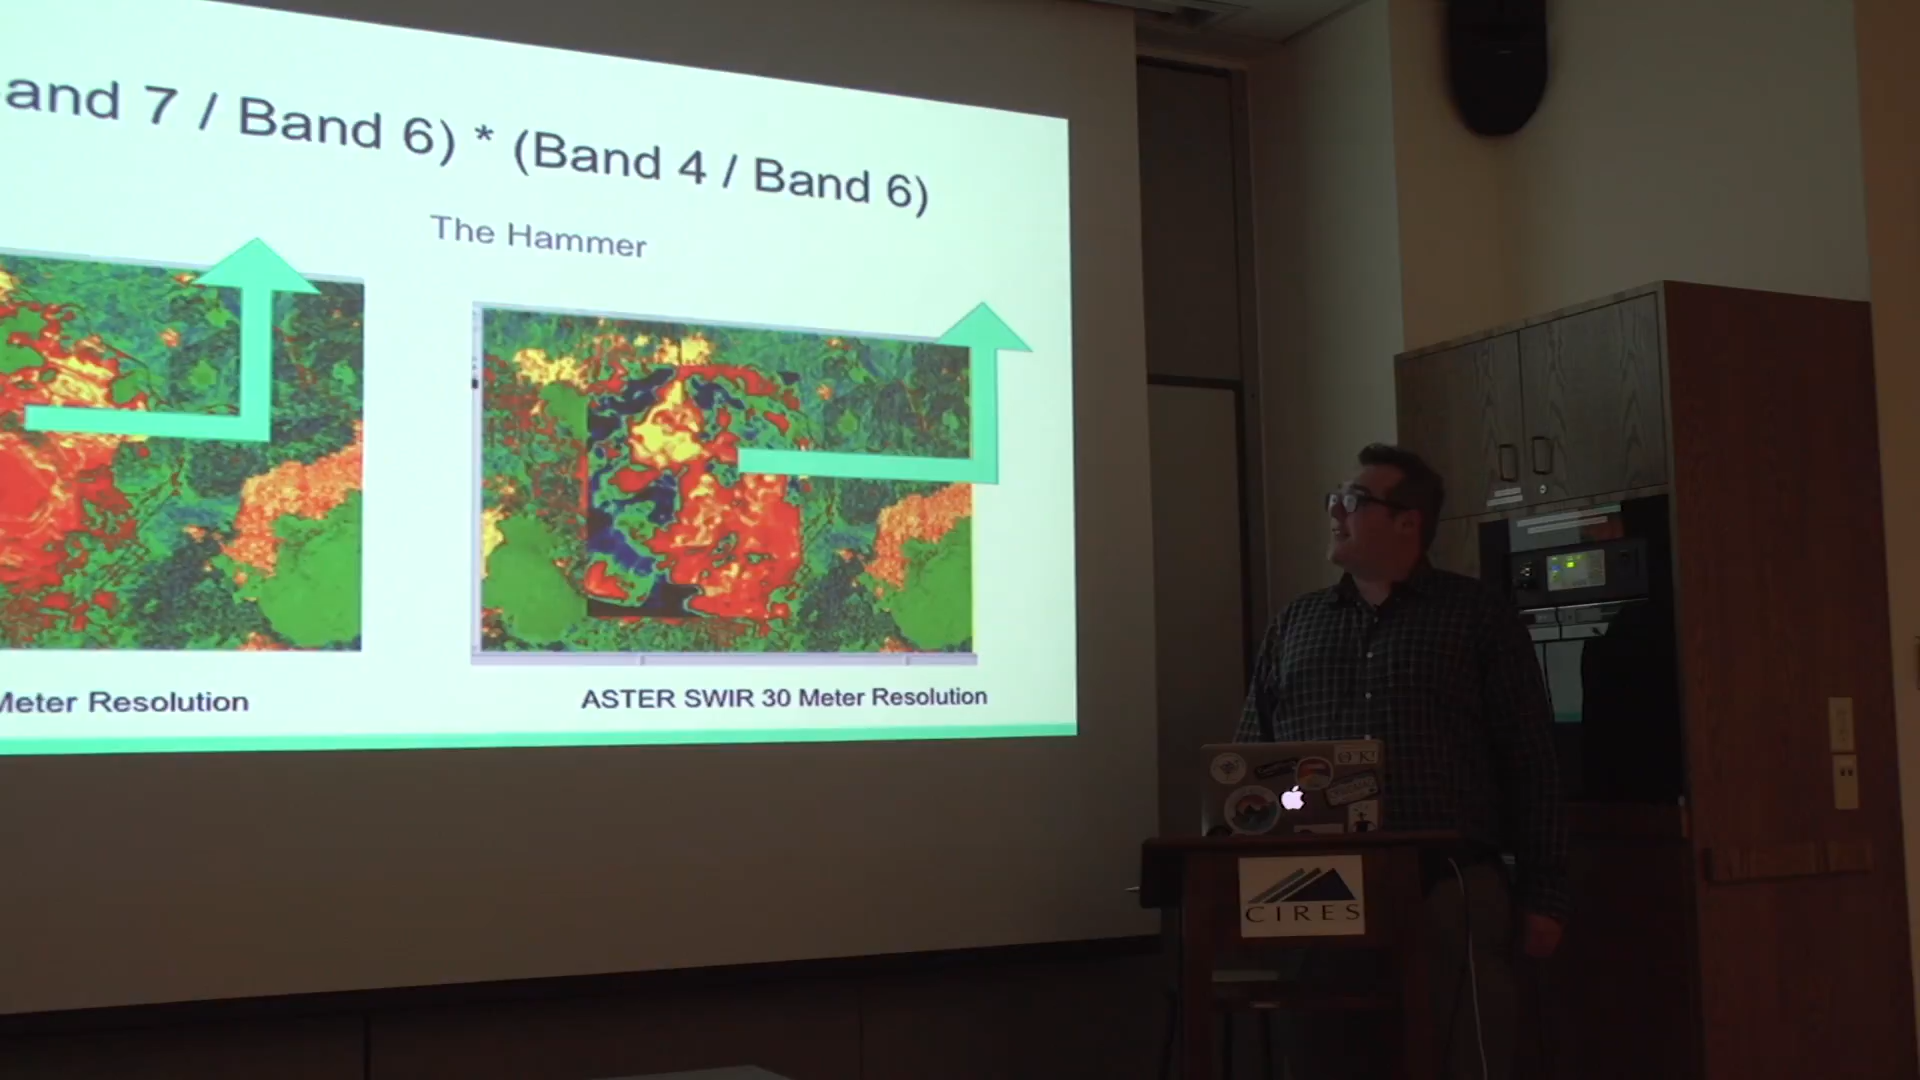 and 7 / Band 6) * (Band 4 / Band 6)
The Hammer
Meter Resolution
ASTER SWIR 30 Meter Resolution
CIRES